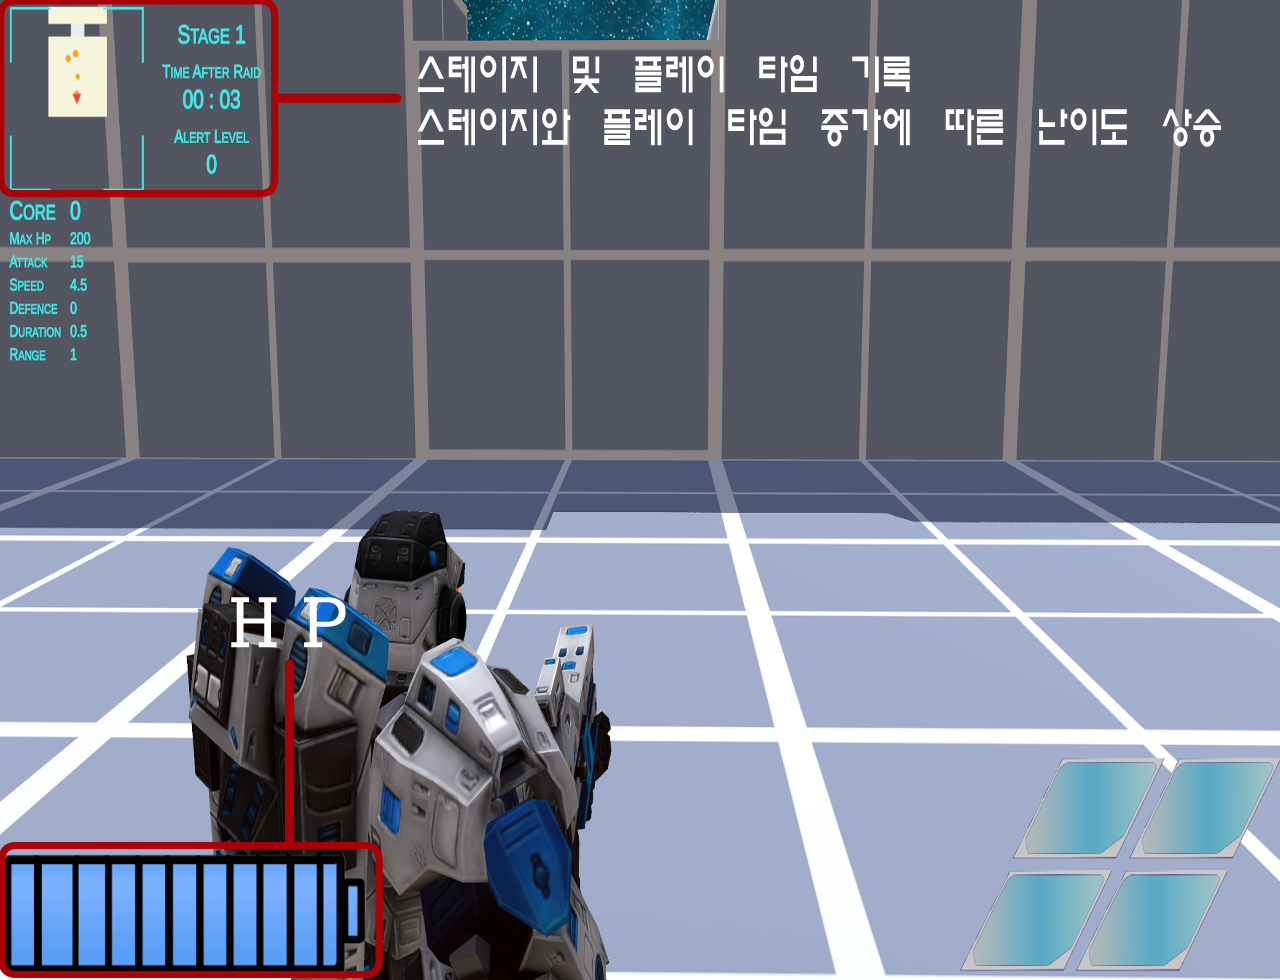 STAGE 1
TIME AFTER RAID
00 : 03
ALERT LEVEL
0
스테이지 및 플레이 타임 기록
스테이지와 플레이 타임 증가에 따른 난이도 상승
CORE 0
MAX HP 200
ATTACK 15
SPEED 4.5
DEFENCE 0
DURATION 0.5
RANGE 1
HP